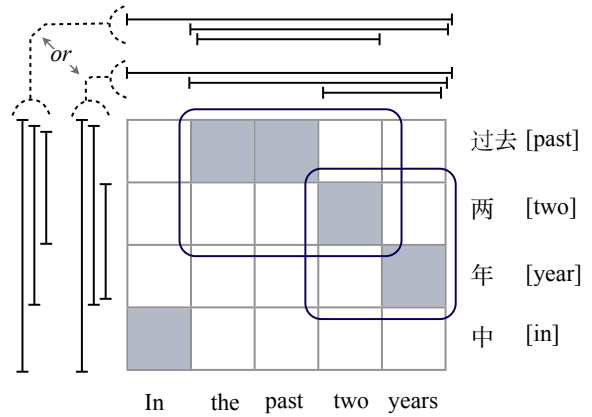 or
过去 [past]
两 [two]
年 [year]
中 [in]
In the past two years